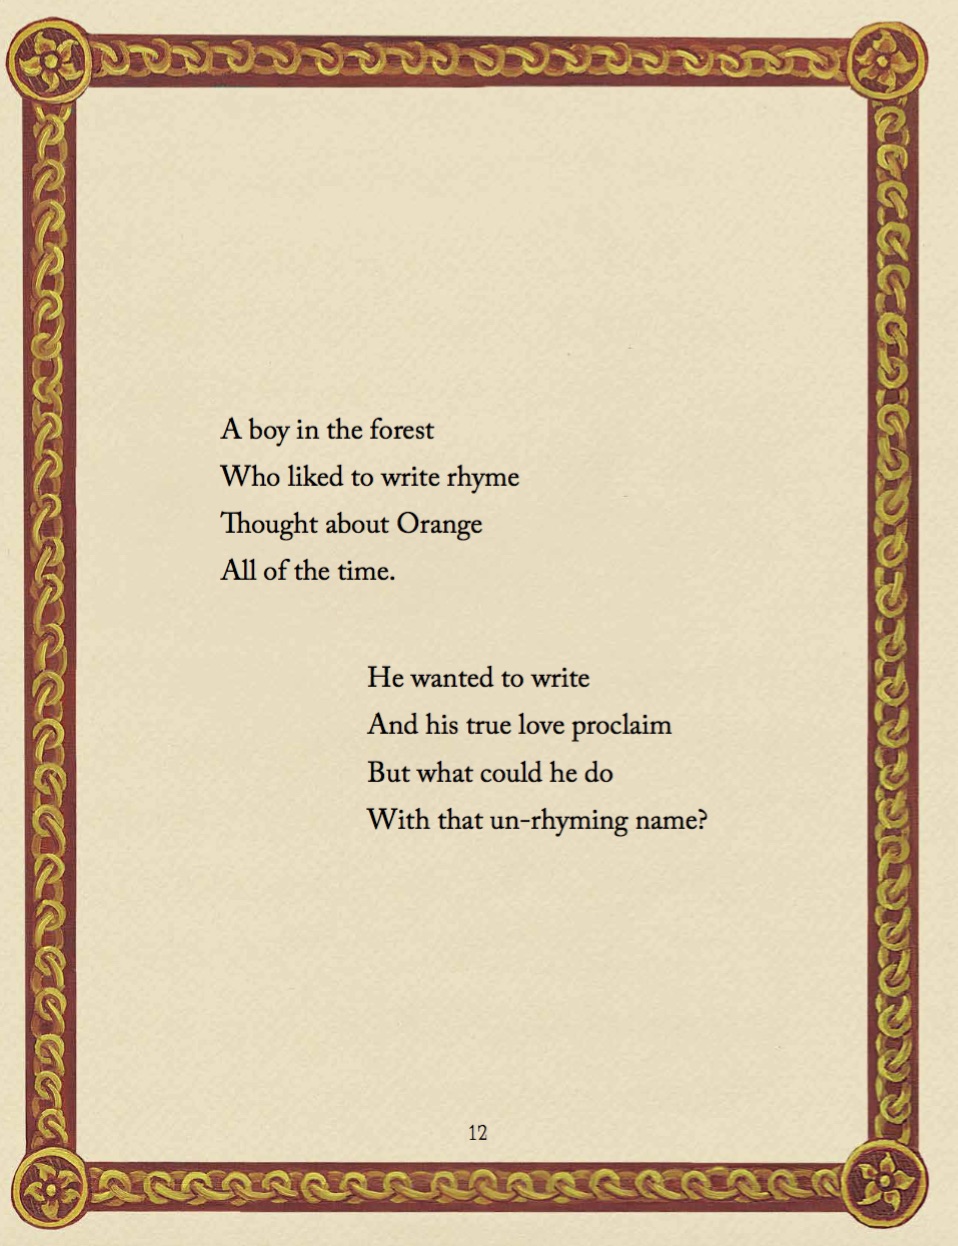 A boy in the forest
Who liked to write rhyme
Thought about Orange
All of the time.
He wanted to write
And his true love proclaim
But what could he do
With that un-rhyming name?
12